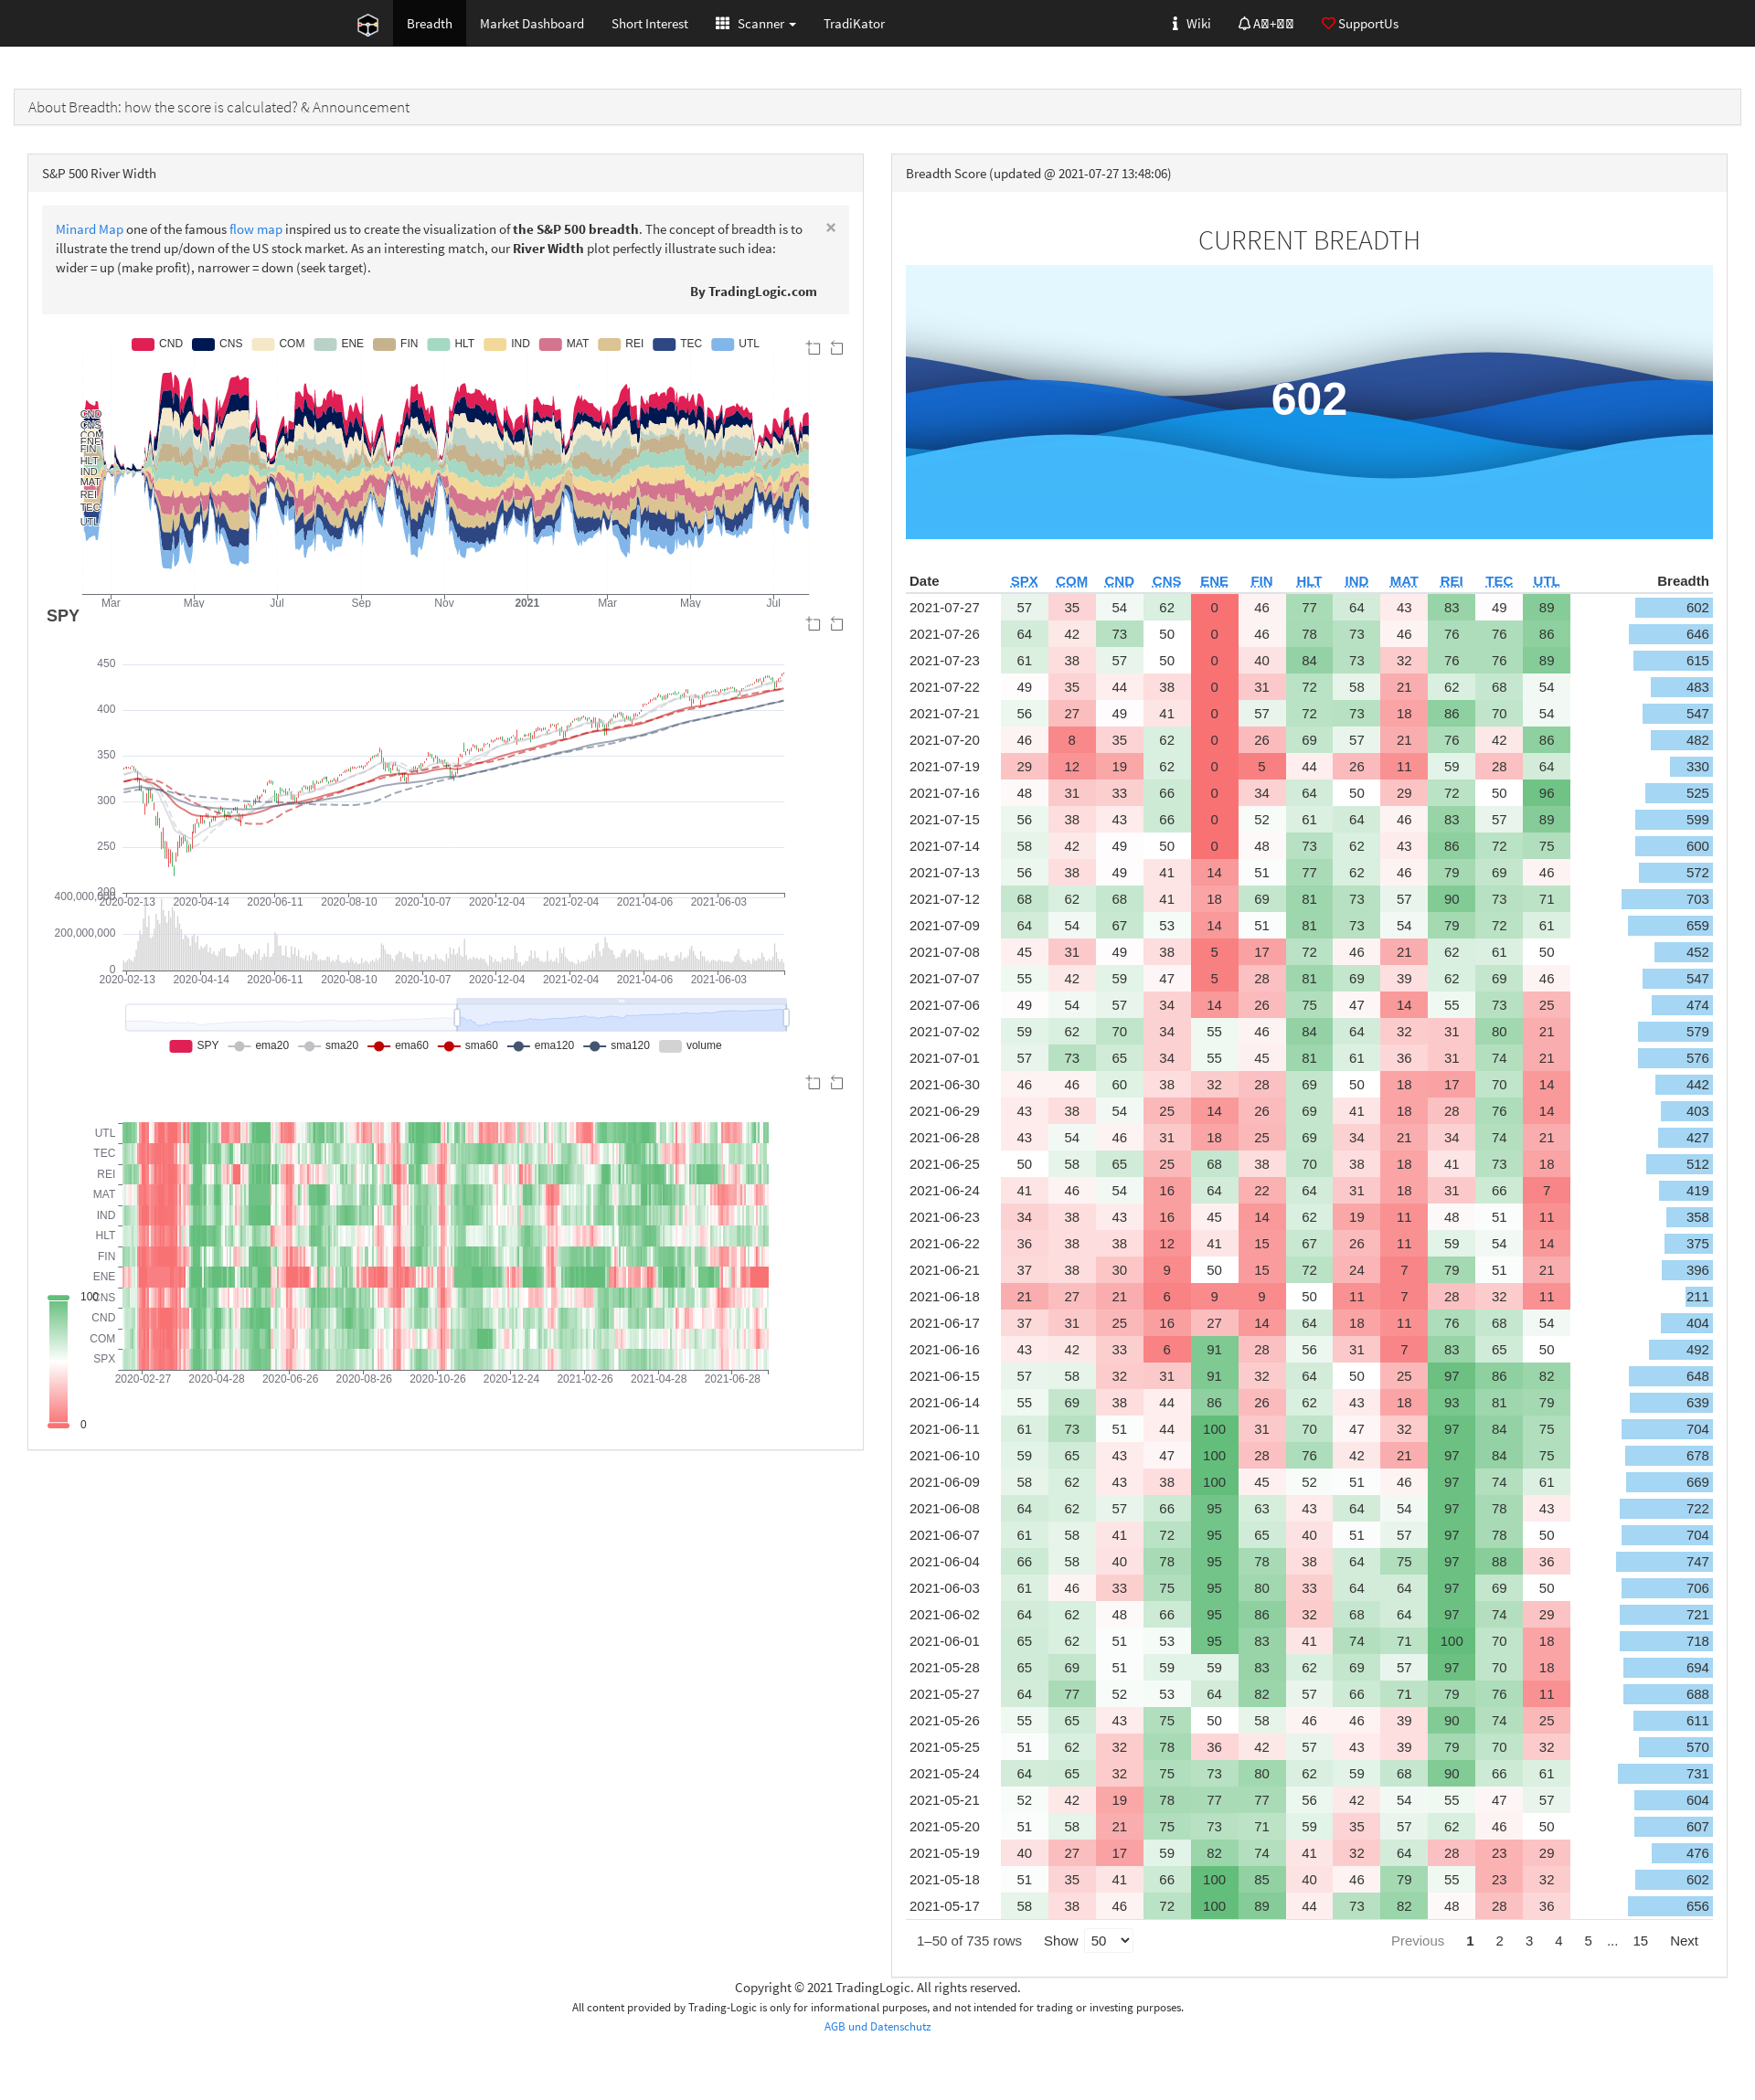 Breadth Market Dashboard Short Interest Scanner TradiKator Wiki SupportUs
About Breadth: how the score is calculated? & Announcement
S&P 500 River Width
Minard Map one of the famous flow map inspired us to create the visualization of the S&P 500 breadth. The concept of breadth is to
illustrate the trend up/down of the US stock market. As an interesting match, our River Width plot perfectly illustrate such idea:
wider = up (make profit), narrower = down (seek target).
×
By TradingLogic.com
CND CNS COM ENE FIN HLT IND MAT REI TEC UTL
CND
CNS
COM
ENE
FIN
HLT
IND
MAT
REI
TEC
UTL
Mar May Jul Sep Nov 2021 Mar May Jul
SPY
450
400
350
300
250
200
2020-02-13 2020-04-14 2020-06-11 2020-08-10 2020-10-07 2020-12-04 2021-02-04 2021-04-06 2021-06-03
400,000,000
200,000,000
0
2020-02-13 2020-04-14 2020-06-11 2020-08-10 2020-10-07 2020-12-04 2021-02-04 2021-04-06 2021-06-03
SPY ema20 sma20 ema60 sma60 ema120 sma120 volume
UTL
TEC
REI
MAT
IND
HLT
FIN
ENE
CNS
CND
COM
SPX
2020-02-27 2020-04-28 2020-06-26 2020-08-26 2020-10-26 2020-12-24 2021-02-26 2021-04-28 2021-06-28
100
0
Breadth Score (updated @ 2021-07-27 13:48:06)
CURRENT BREADTH
602
Date SPX COM CND CNS ENE FIN HLT IND MAT REI TEC UTL Breadth
2021-07-27 57 35 54 62 0 46 77 64 43 83 49 89 602
2021-07-26 64 42 73 50 0 46 78 73 46 76 76 86 646
2021-07-23 61 38 57 50 0 40 84 73 32 76 76 89 615
2021-07-22 49 35 44 38 0 31 72 58 21 62 68 54 483
2021-07-21 56 27 49 41 0 57 72 73 18 86 70 54 547
2021-07-20 46 8 35 62 0 26 69 57 21 76 42 86 482
2021-07-19 29 12 19 62 0 5 44 26 11 59 28 64 330
2021-07-16 48 31 33 66 0 34 64 50 29 72 50 96 525
2021-07-15 56 38 43 66 0 52 61 64 46 83 57 89 599
2021-07-14 58 42 49 50 0 48 73 62 43 86 72 75 600
2021-07-13 56 38 49 41 14 51 77 62 46 79 69 46 572
2021-07-12 68 62 68 41 18 69 81 73 57 90 73 71 703
2021-07-09 64 54 67 53 14 51 81 73 54 79 72 61 659
2021-07-08 45 31 49 38 5 17 72 46 21 62 61 50 452
2021-07-07 55 42 59 47 5 28 81 69 39 62 69 46 547
2021-07-06 49 54 57 34 14 26 75 47 14 55 73 25 474
2021-07-02 59 62 70 34 55 46 84 64 32 31 80 21 579
2021-07-01 57 73 65 34 55 45 81 61 36 31 74 21 576
2021-06-30 46 46 60 38 32 28 69 50 18 17 70 14 442
2021-06-29 43 38 54 25 14 26 69 41 18 28 76 14 403
2021-06-28 43 54 46 31 18 25 69 34 21 34 74 21 427
2021-06-25 50 58 65 25 68 38 70 38 18 41 73 18 512
2021-06-24 41 46 54 16 64 22 64 31 18 31 66 7 419
2021-06-23 34 38 43 16 45 14 62 19 11 48 51 11 358
2021-06-22 36 38 38 12 41 15 67 26 11 59 54 14 375
2021-06-21 37 38 30 9 50 15 72 24 7 79 51 21 396
2021-06-18 21 27 21 6 9 9 50 11 7 28 32 11 211
2021-06-17 37 31 25 16 27 14 64 18 11 76 68 54 404
2021-06-16 43 42 33 6 91 28 56 31 7 83 65 50 492
2021-06-15 57 58 32 31 91 32 64 50 25 97 86 82 648
2021-06-14 55 69 38 44 86 26 62 43 18 93 81 79 639
2021-06-11 61 73 51 44 100 31 70 47 32 97 84 75 704
2021-06-10 59 65 43 47 100 28 76 42 21 97 84 75 678
2021-06-09 58 62 43 38 100 45 52 51 46 97 74 61 669
2021-06-08 64 62 57 66 95 63 43 64 54 97 78 43 722
2021-06-07 61 58 41 72 95 65 40 51 57 97 78 50 704
2021-06-04 66 58 40 78 95 78 38 64 75 97 88 36 747
2021-06-03 61 46 33 75 95 80 33 64 64 97 69 50 706
2021-06-02 64 62 48 66 95 86 32 68 64 97 74 29 721
2021-06-01 65 62 51 53 95 83 41 74 71 100 70 18 718
2021-05-28 65 69 51 59 59 83 62 69 57 97 70 18 694
2021-05-27 64 77 52 53 64 82 57 66 71 79 76 11 688
2021-05-26 55 65 43 75 50 58 46 46 39 90 74 25 611
2021-05-25 51 62 32 78 36 42 57 43 39 79 70 32 570
2021-05-24 64 65 32 75 73 80 62 59 68 90 66 61 731
2021-05-21 52 42 19 78 77 77 56 42 54 55 47 57 604
2021-05-20 51 58 21 75 73 71 59 35 57 62 46 50 607
2021-05-19 40 27 17 59 82 74 41 32 64 28 23 29 476
2021-05-18 51 35 41 66 100 85 40 46 79 55 23 32 602
2021-05-17 58 38 46 72 100 89 44 73 82 48 28 36 656
1–50 of 735 rows Show 50 Previous 1 2 3 4 5 ... 15 Next
Copyright © 2021 TradingLogic. All rights reserved.
All content provided by Trading-Logic is only for informational purposes, and not intended for trading or investing purposes.
AGB und Datenschutz